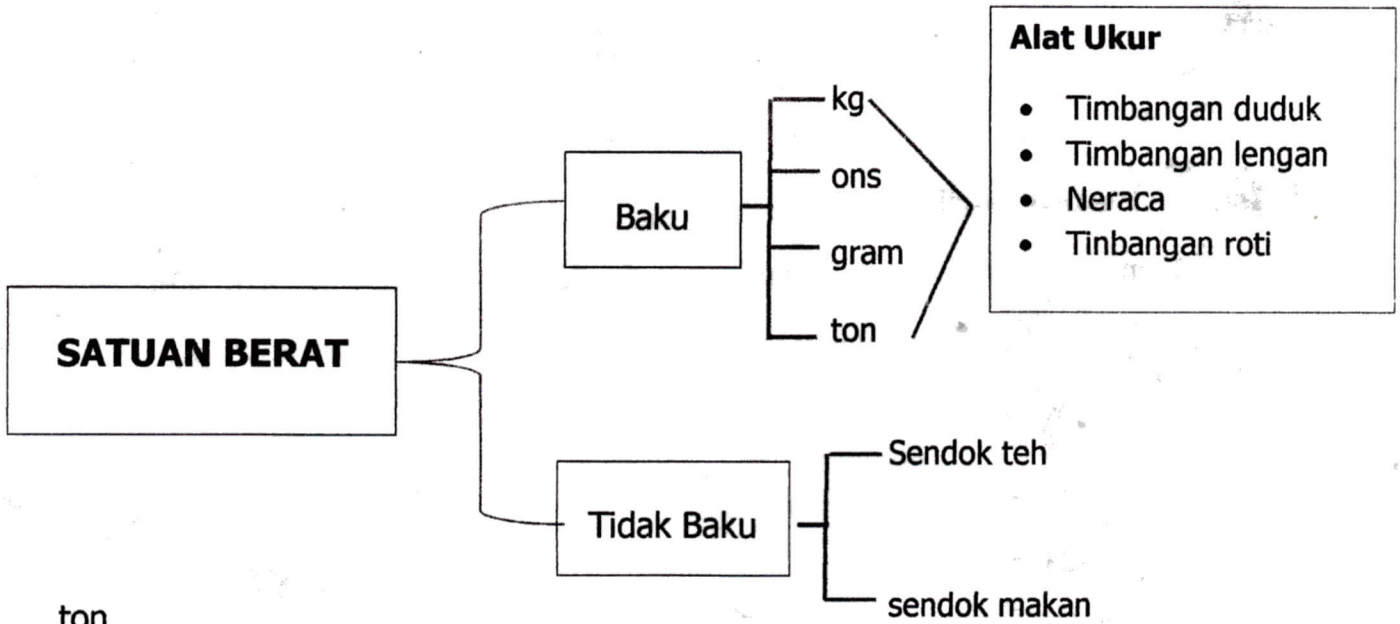 Alat Ukur
• Timbangan duduk
• Timbangan lengan
• Neraca
• Tinbangan roti
kg
ons
gram
ton
Baku
SATUAN BERAT
Tidak Baku
Sendok teh
sendok makan
ton